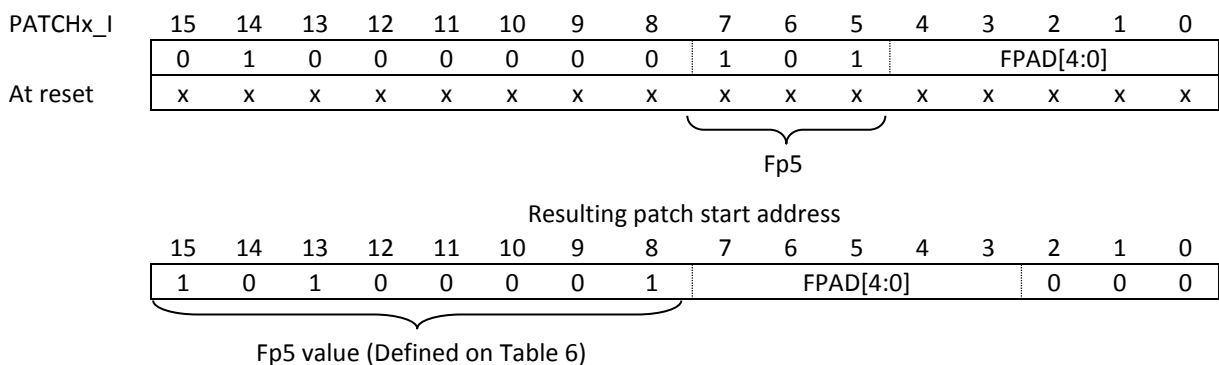 PATCHx_I 15 14 13 12 11 10 9 8 7 6 5 4 3 2 1 0
0 1 0 0 0 0 0 0 1 0 1 FPAD[4:0]
At reset x x x x x x x x x x x x x x x x
Fp5
Resulting patch start address
15 14 13 12 11 10 9 8 7 6 5 4 3 2 1 0
1 0 1 0 0 0 0 1 FPAD[4:0] 0 0 0
Fp5 value (Defined on Table 6)